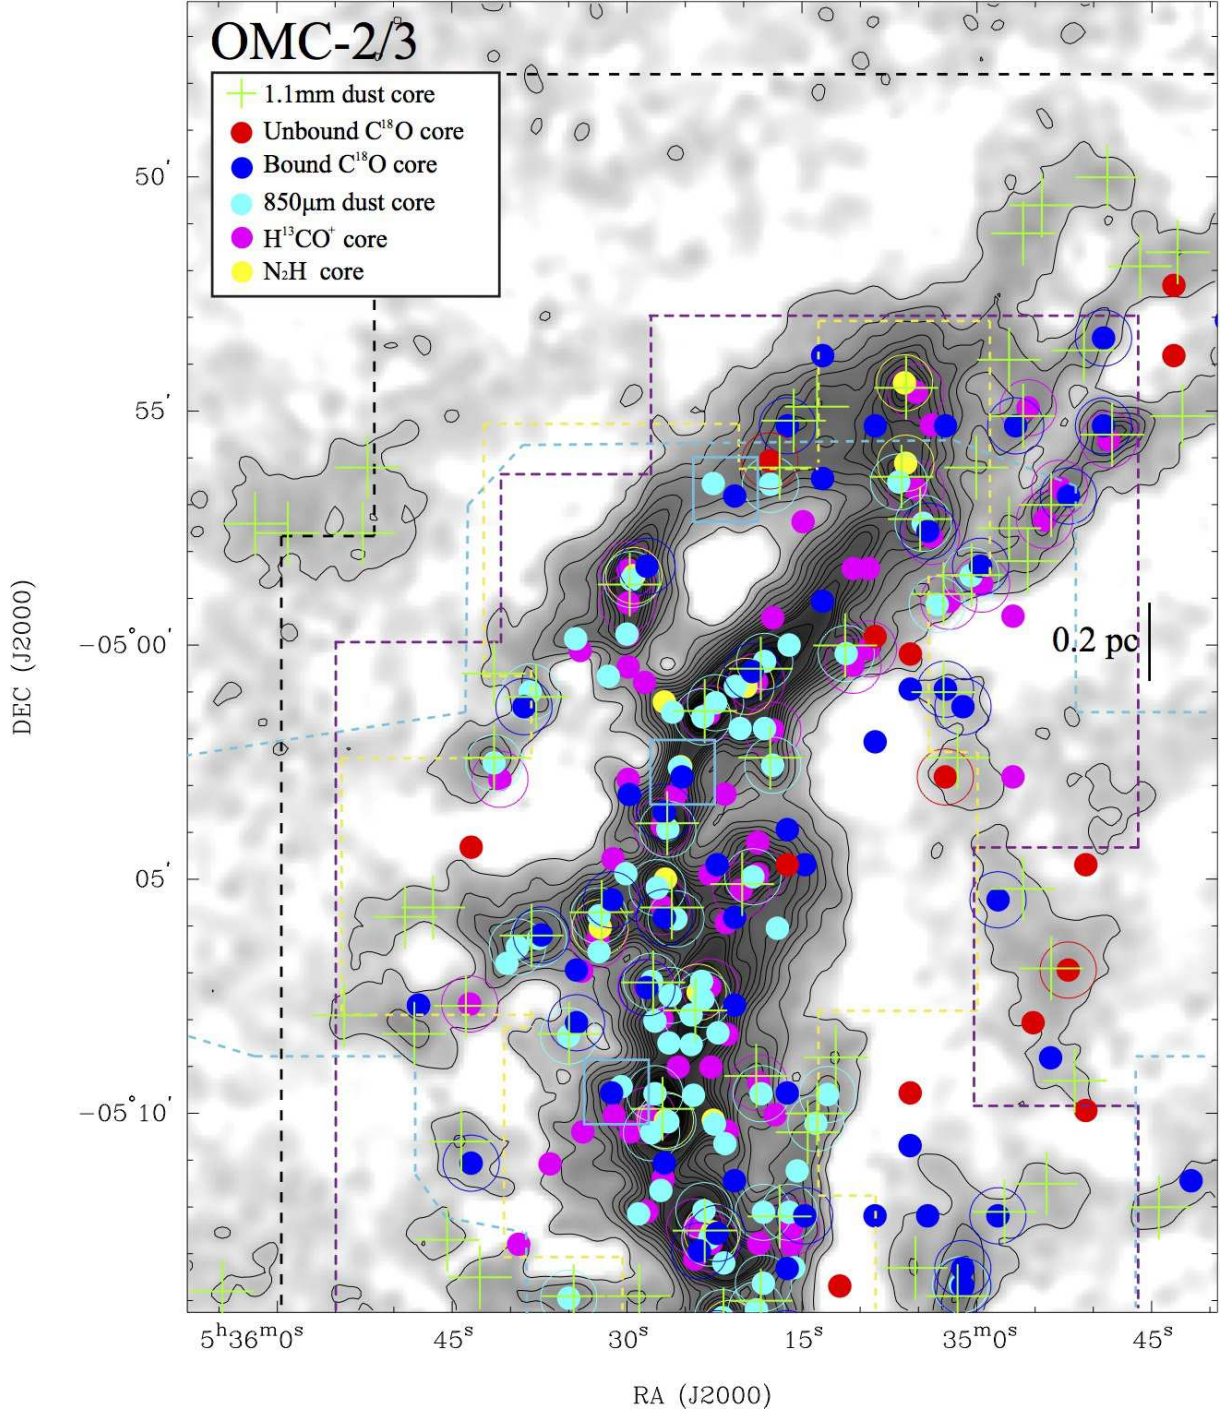 OMC-2/3
1.1mm dust core
Unbound C¹⁸O core
Bound C¹⁸O core
850μm dust core
H¹³CO⁺ core
N₂H core
50′
55′
−05°00′
05′
−05°10′
DEC (J2000)
0.2 pc
5ʰ36ᵐ0ˢ 45ˢ 30ˢ 15ˢ 35ᵐ0ˢ 45ˢ
RA (J2000)